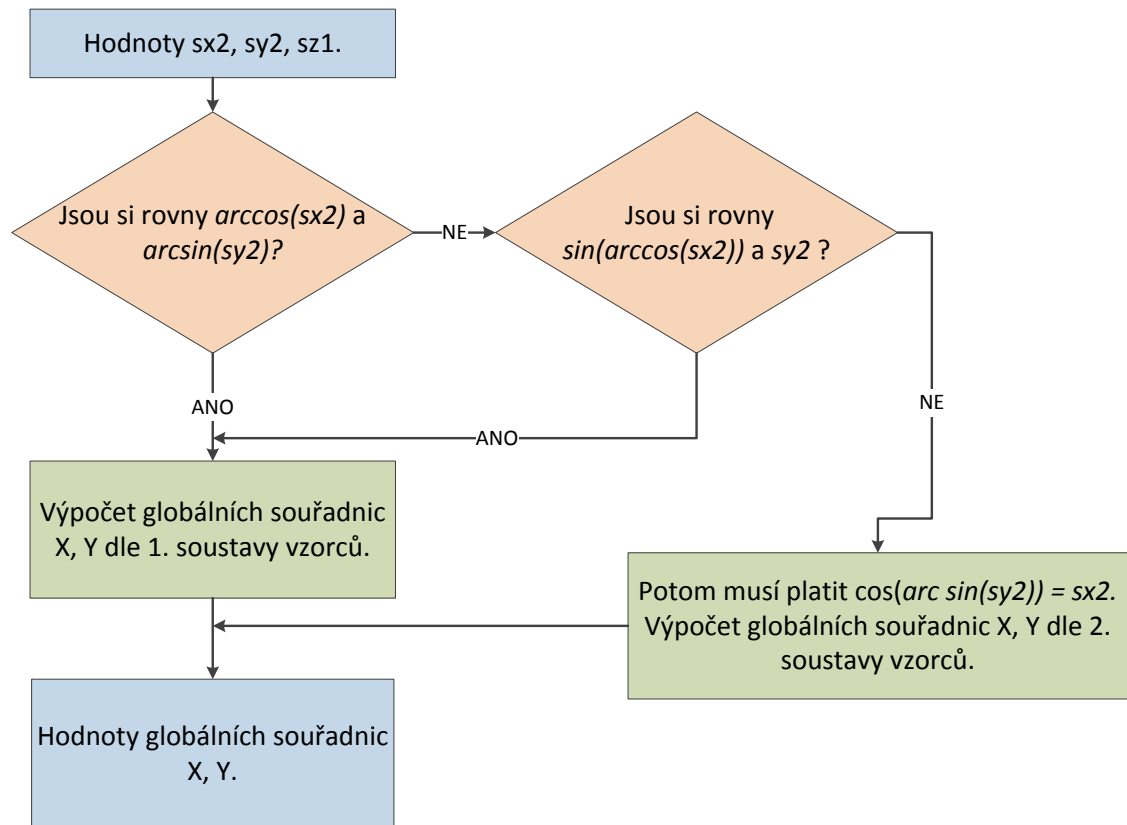 Hodnoty sx2, sy2, sz1.
Jsou si rovny arccos(sx2) a
arcsin(sy2)?
NE
Jsou si rovny
sin(arccos(sx2)) a sy2 ?
ANO
ANO
NE
Výpočet globálních souřadnic
X, Y dle 1. soustavy vzorců.
Potom musí platit cos(arc sin(sy2)) = sx2.
Výpočet globálních souřadnic X, Y dle 2.
soustavy vzorců.
Hodnoty globálních souřadnic
X, Y.